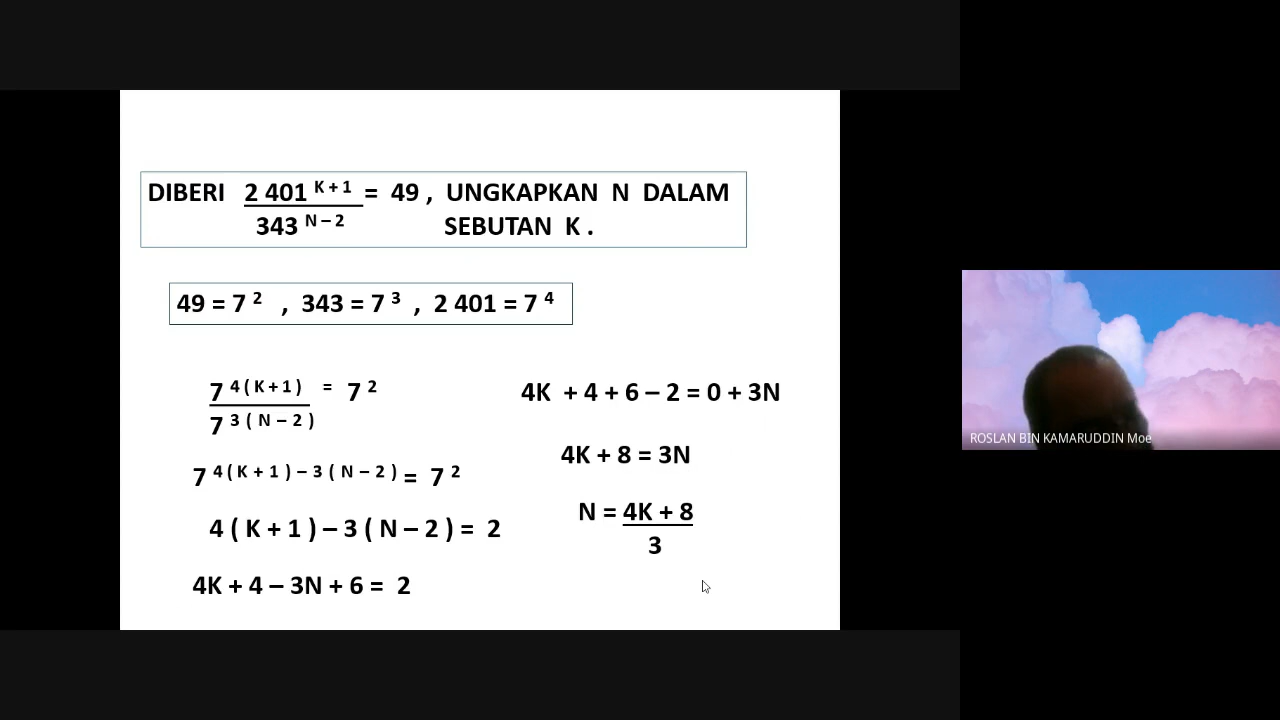 DIBERI 2 401 K + 1 = 49 , UNGKAPKAN N DALAM
343 N – 2 SEBUTAN K .
49 = 7 2 , 343 = 7 3 , 2 401 = 7 4
7 4 ( K + 1 ) = 7 2
7 3 ( N – 2 )
7 4 ( K + 1 ) – 3 ( N – 2 ) = 7 2
4 ( K + 1 ) – 3 ( N – 2 ) = 2
4K + 4 – 3N + 6 = 2
4K + 4 + 6 – 2 = 0 + 3N
4K + 8 = 3N
N = 4K + 8
3
ROSLAN BIN KAMARUDDIN Moe